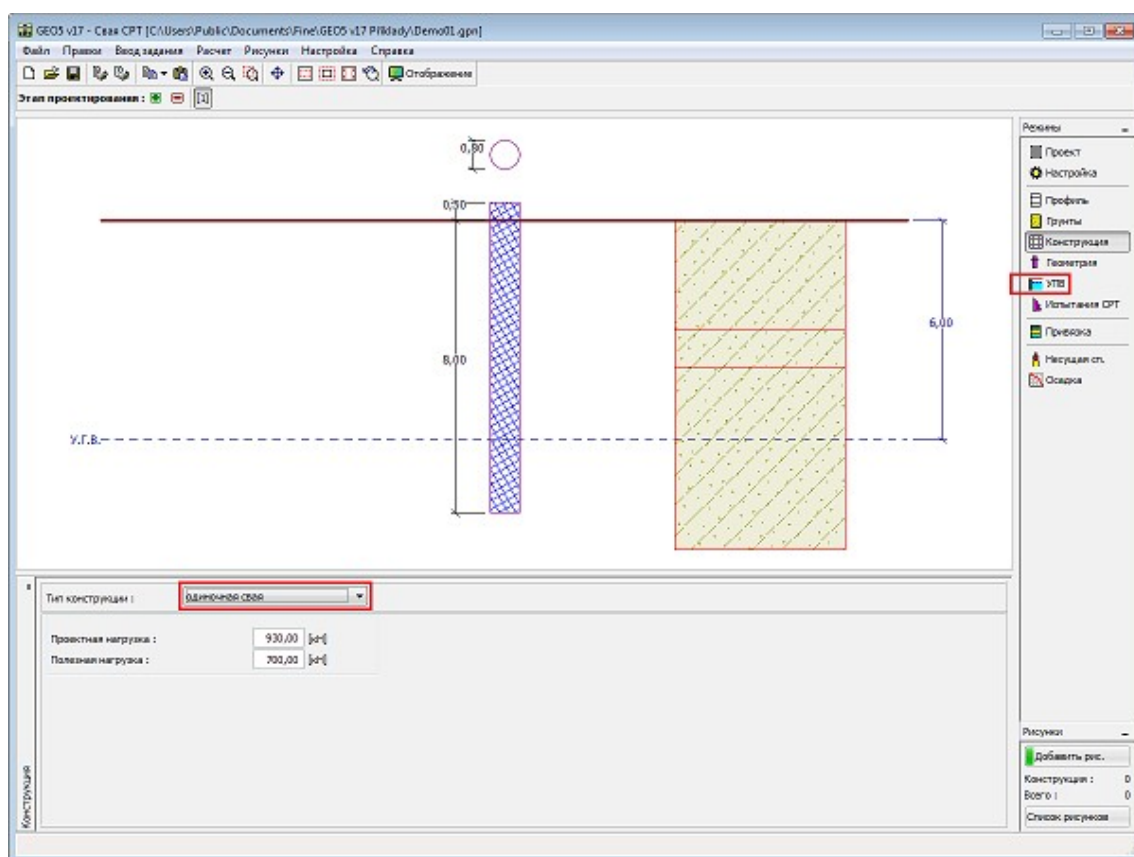 GEO5 v17 - Свая CPT [C:\Users\Public\Documents\Fine\GEO5 v17 Příklady\Demo01.gpn]
Файл Правки Ввод задания Расчет Рисунки Настройка Справка
Отображение
Этап проектирования : [1]
Режимы
Проект
Настройка
Профиль
Грунты
Конструкция
Геометрия
УПВ
Испытания CPT
Привязка
Несущая сп.
Осадка
0,80
0,50
8,00
6,00
У.Г.В.
Тип конструкции : одиночная свая
Проектная нагрузка : 930,00 [кН]
Полезная нагрузка : 700,00 [кН]
Конструкция
Рисунки
Добавить рис.
Конструкция : 0
Всего : 0
Список рисунков